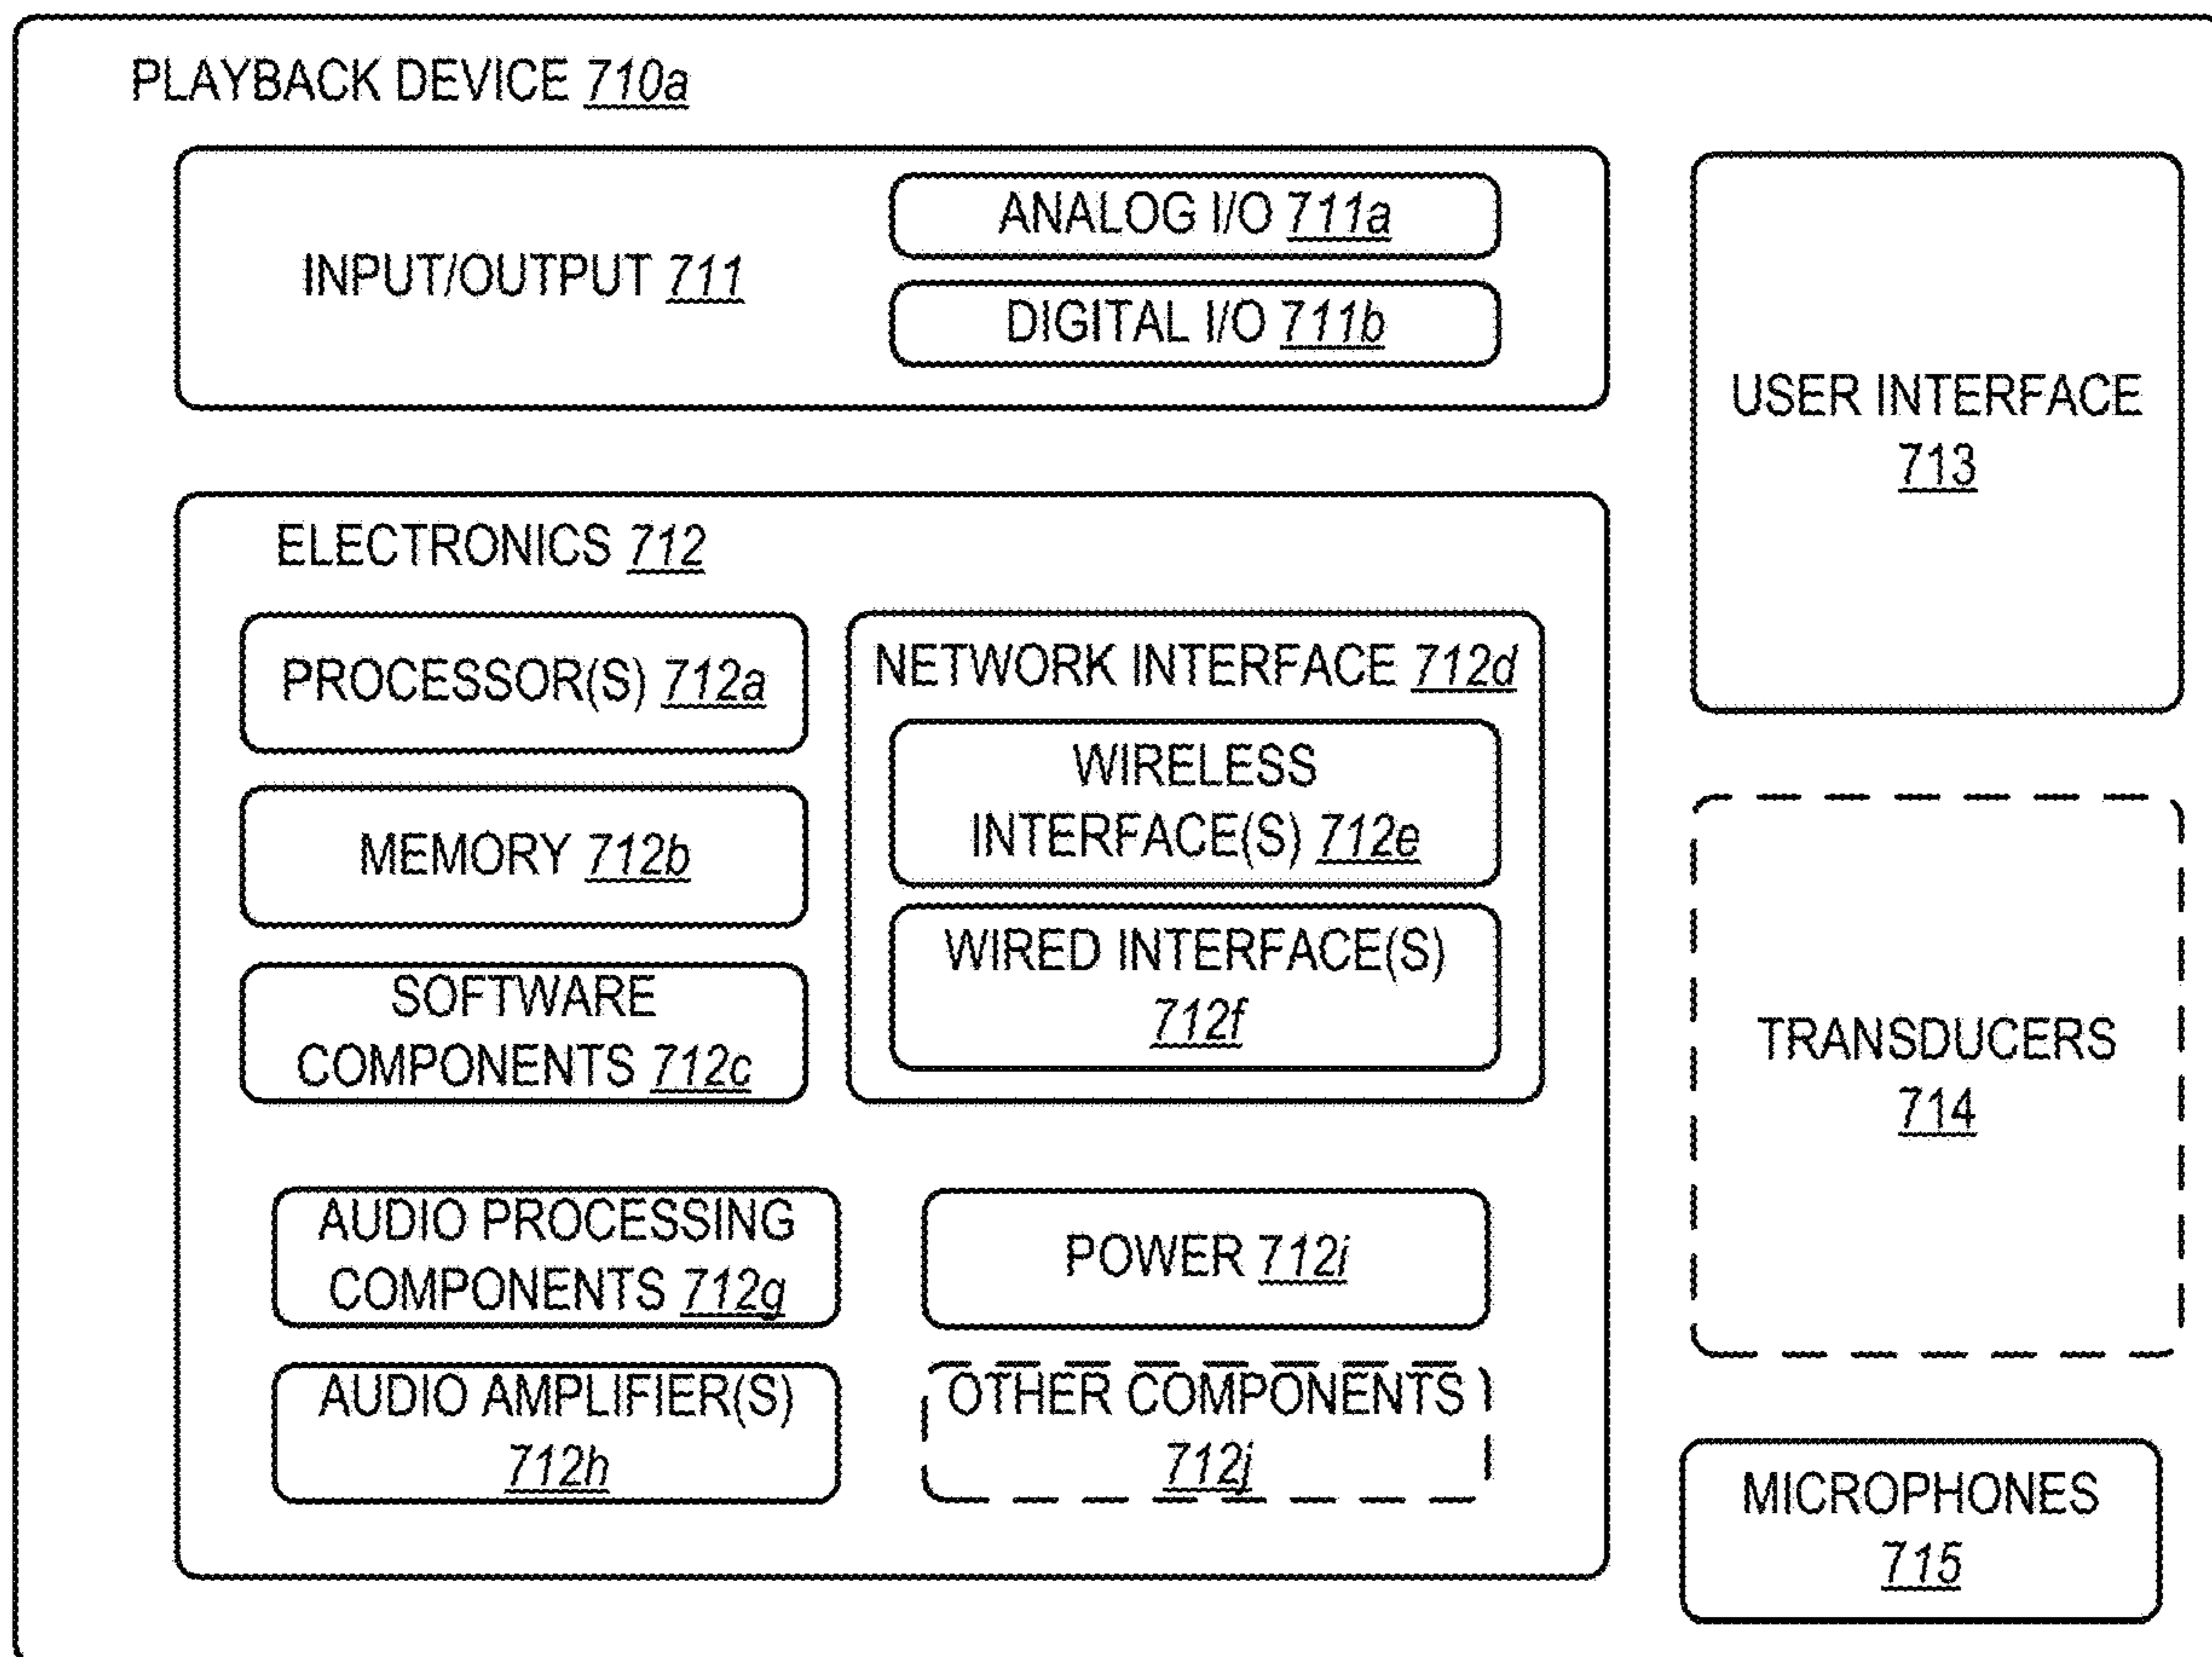 PLAYBACK DEVICE 710a
INPUT/OUTPUT 711
ANALOG I/O 711a
DIGITAL I/O 711b
USER INTERFACE
713
ELECTRONICS 712
PROCESSOR(S) 712a
MEMORY 712b
SOFTWARE
COMPONENTS 712c
NETWORK INTERFACE 712d
WIRELESS
INTERFACE(S) 712e
WIRED INTERFACE(S)
712f
AUDIO PROCESSING
COMPONENTS 712g
AUDIO AMPLIFIER(S)
712h
POWER 712i
OTHER COMPONENTS
712j
TRANSDUCERS
714
MICROPHONES
715